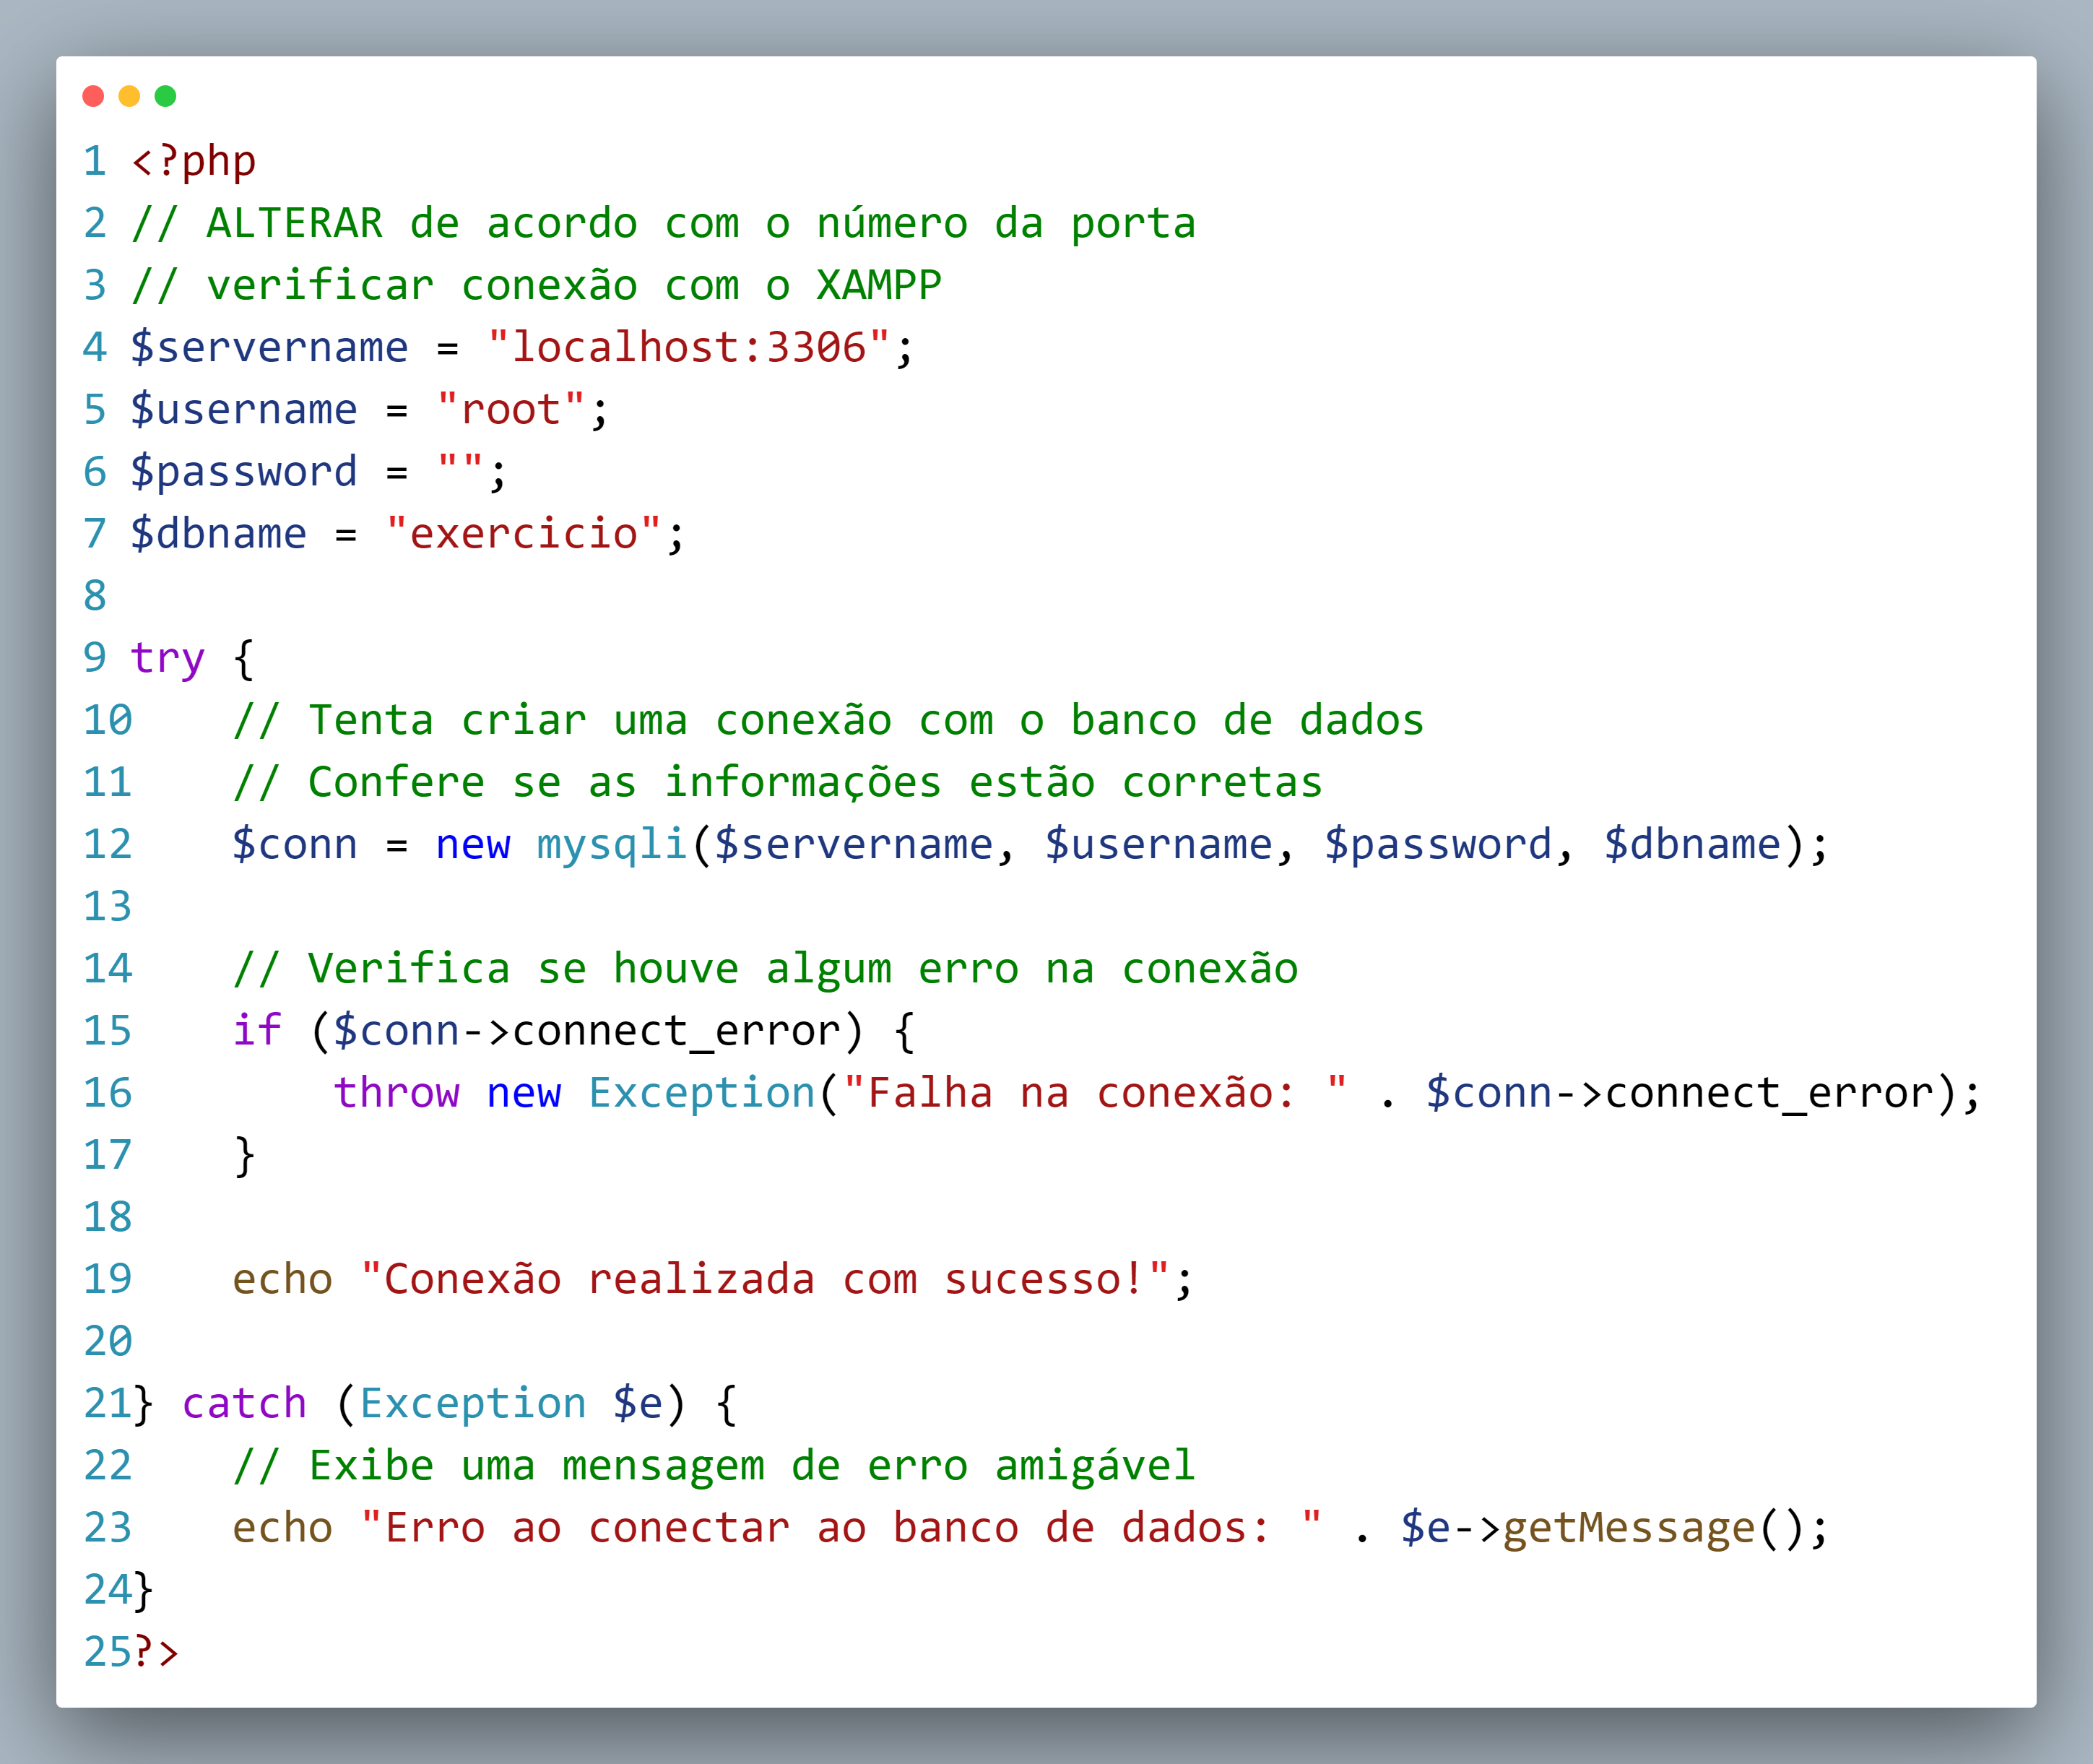 1 <?php
2 // ALTERAR de acordo com o número da porta
3 // verificar conexão com o XAMPP
4 $servername = "localhost:3306";
5 $username = "root";
6 $password = "";
7 $dbname = "exercicio";
8
9 try {
10    // Tenta criar uma conexão com o banco de dados
11    // Confere se as informações estão corretas
12    $conn = new mysqli($servername, $username, $password, $dbname);
13
14    // Verifica se houve algum erro na conexão
15    if ($conn->connect_error) {
16        throw new Exception("Falha na conexão: " . $conn->connect_error);
17    }
18
19    echo "Conexão realizada com sucesso!";
20
21} catch (Exception $e) {
22    // Exibe uma mensagem de erro amigável
23    echo "Erro ao conectar ao banco de dados: " . $e->getMessage();
24}
25?>